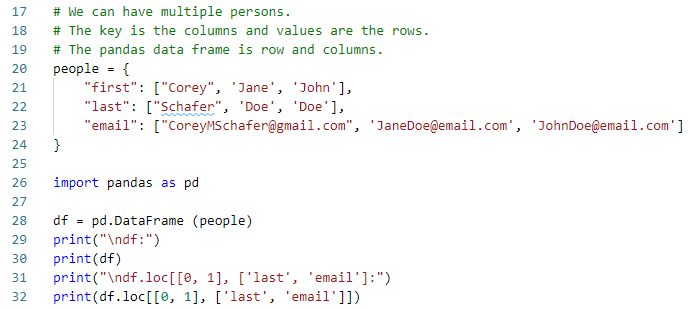 17 # We can have multiple persons.
18 # The key is the columns and values are the rows.
19 # The pandas data frame is row and columns.
20 people = {
21     "first": ["Corey", 'Jane', 'John'],
22     "last": ["Schafer", 'Doe', 'Doe'],
23     "email": ["CoreyMSchafer@gmail.com", 'JaneDoe@email.com', 'JohnDoe@email.com']
24 }
25
26 import pandas as pd
27
28 df = pd.DataFrame (people)
29 print("\ndf:")
30 print(df)
31 print("\ndf.loc[[0, 1], ['last', 'email']:")
32 print(df.loc[[0, 1], ['last', 'email']])